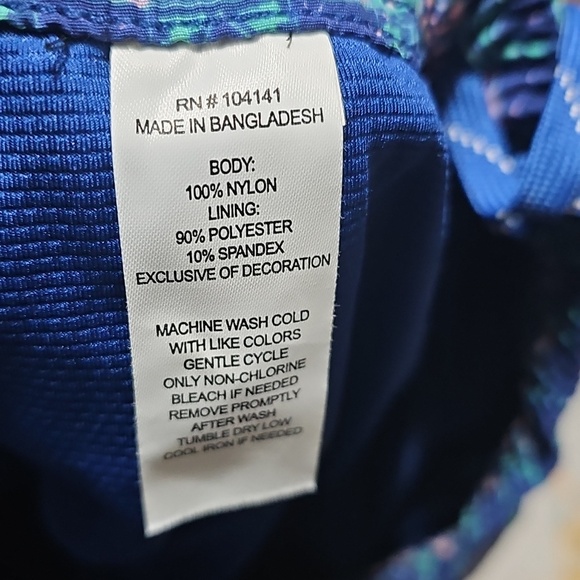 RN # 104141
MADE IN BANGLADESH
BODY:
100% NYLON
LINING:
90% POLYESTER
10% SPANDEX
EXCLUSIVE OF DECORATION
MACHINE WASH COLD
WITH LIKE COLORS
GENTLE CYCLE
ONLY NON-CHLORINE
BLEACH IF NEEDED
REMOVE PROMPTLY
AFTER WASH
TUMBLE DRY LOW
COOL IRON IF NEEDED